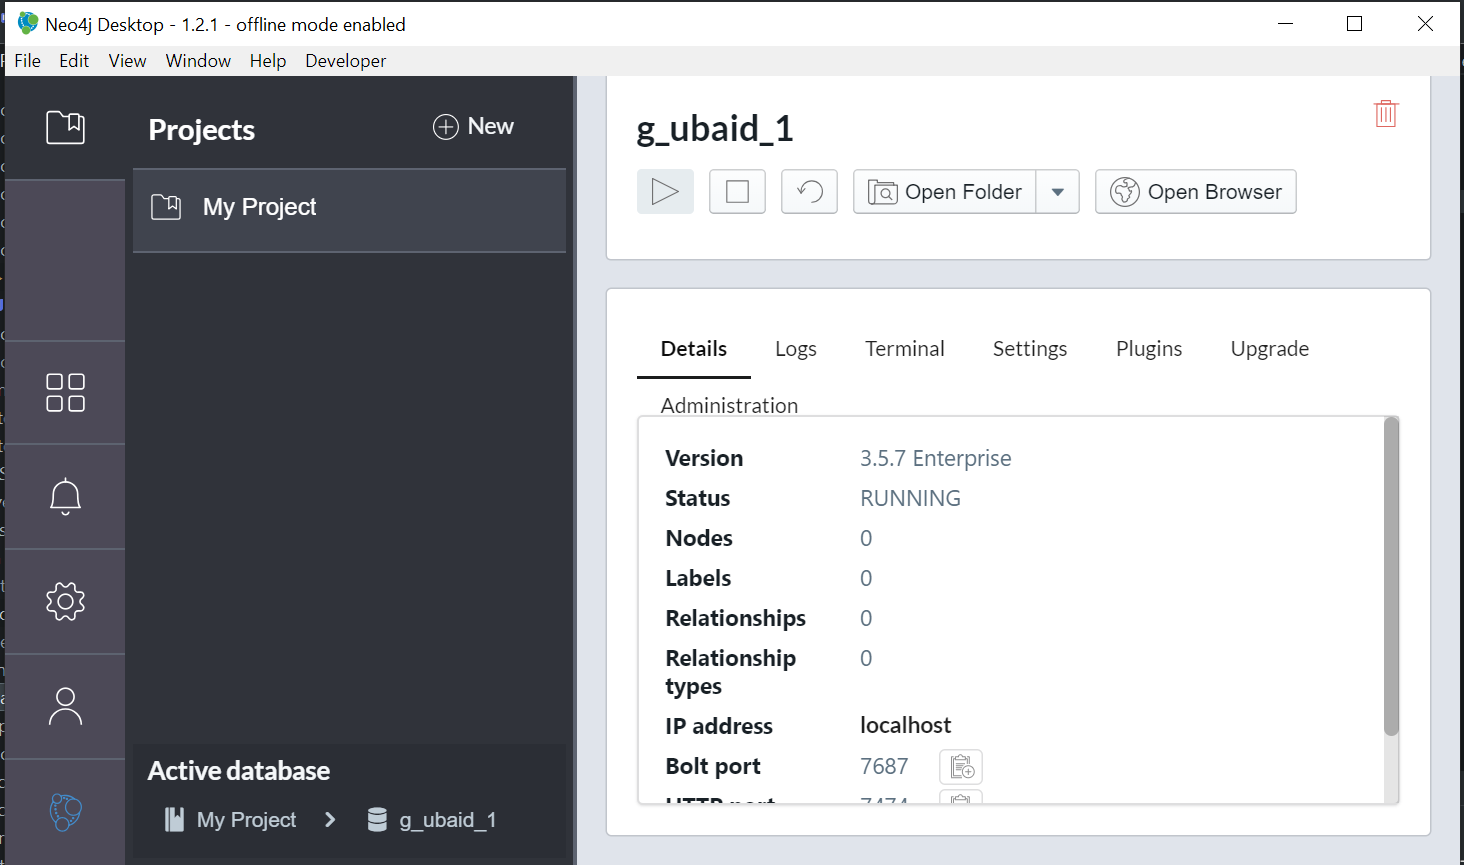 Neo4j Desktop - 1.2.1 - offline mode enabled
File Edit View Window Help Developer
Projects
New
My Project
Active database
My Project > g_ubaid_1
g_ubaid_1
Open Folder
Open Browser
Details Logs Terminal Settings Plugins Upgrade
Administration
Version 3.5.7 Enterprise
Status RUNNING
Nodes 0
Labels 0
Relationships 0
Relationship 0
types
IP address localhost
Bolt port 7687
HTTP port 7474